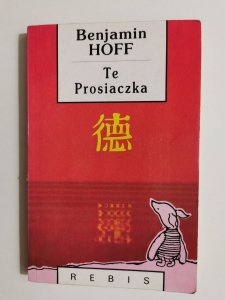 Benjamin
HOFF
Te
Prosiaczka
德
REBIS